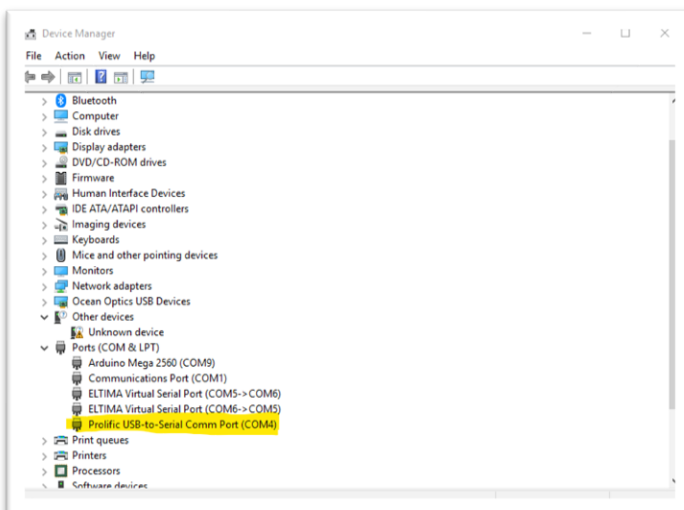 Device Manager
File Action View Help
Bluetooth
Computer
Disk drives
Display adapters
DVD/CD-ROM drives
Firmware
Human Interface Devices
IDE ATA/ATAPI controllers
Imaging devices
Keyboards
Mice and other pointing devices
Monitors
Network adapters
Ocean Optics USB Devices
Other devices
Unknown device
Ports (COM & LPT)
Arduino Mega 2560 (COM9)
Communications Port (COM1)
ELTIMA Virtual Serial Port (COM5->COM6)
ELTIMA Virtual Serial Port (COM6->COM5)
Prolific USB-to-Serial Comm Port (COM4)
Print queues
Printers
Processors
Software devices